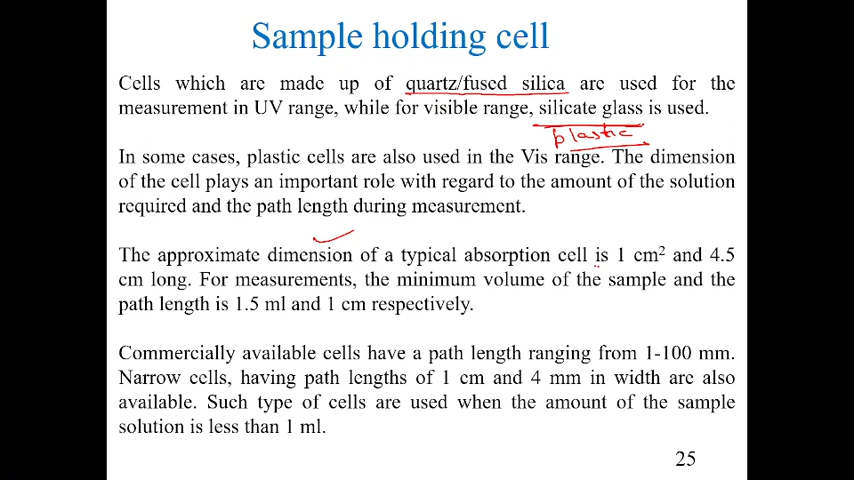 Sample holding cell
Cells which are made up of quartz/fused silica are used for the
measurement in UV range, while for visible range, silicate glass is used.
plastic
In some cases, plastic cells are also used in the Vis range. The dimension
of the cell plays an important role with regard to the amount of the solution
required and the path length during measurement.
The approximate dimension of a typical absorption cell is 1 cm² and 4.5
cm long. For measurements, the minimum volume of the sample and the
path length is 1.5 ml and 1 cm respectively.
Commercially available cells have a path length ranging from 1-100 mm.
Narrow cells, having path lengths of 1 cm and 4 mm in width are also
available. Such type of cells are used when the amount of the sample
solution is less than 1 ml.
25